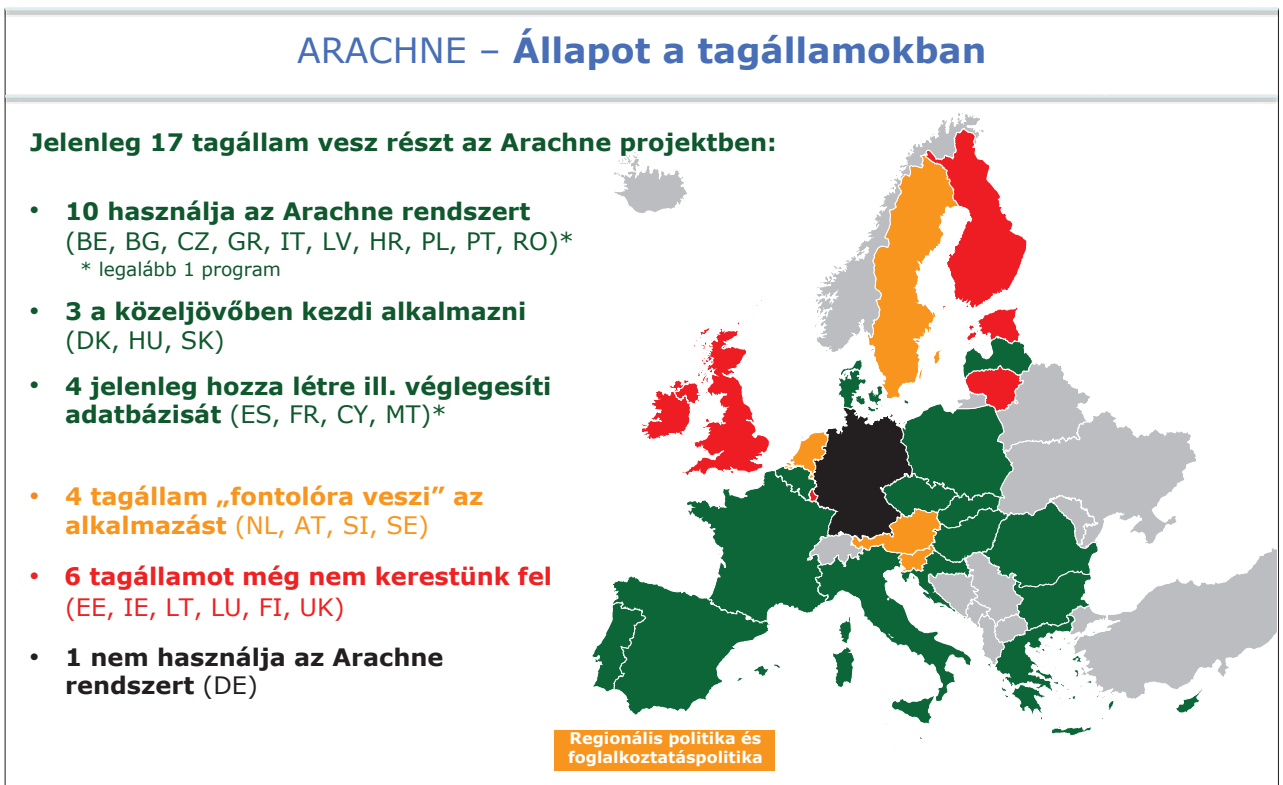 ARACHNE – Állapot a tagállamokban
Jelenleg 17 tagállam vesz részt az Arachne projektben:
• 10 használja az Arachne rendszert
(BE, BG, CZ, GR, IT, LV, HR, PL, PT, RO)*
* legalább 1 program
• 3 a közeljövőben kezdi alkalmazni
(DK, HU, SK)
• 4 jelenleg hozza létre ill. véglegesíti
adatbázisát (ES, FR, CY, MT)*
• 4 tagállam „fontolóra veszi” az
alkalmazást (NL, AT, SI, SE)
• 6 tagállamot még nem kerestünk fel
(EE, IE, LT, LU, FI, UK)
• 1 nem használja az Arachne
rendszert (DE)
Regionális politika és
foglalkoztatáspolitika